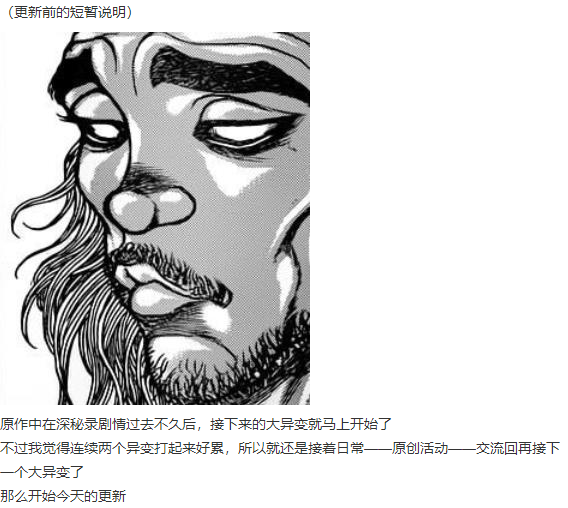 （更新前的短暂说明）
原作中在深秘录剧情过去不久后，接下来的大异变就马上开始了
不过我觉得连续两个异变打起来好累，所以就还是接着日常——原创活动——交流回再接下
一个大异变了
那么开始今天的更新